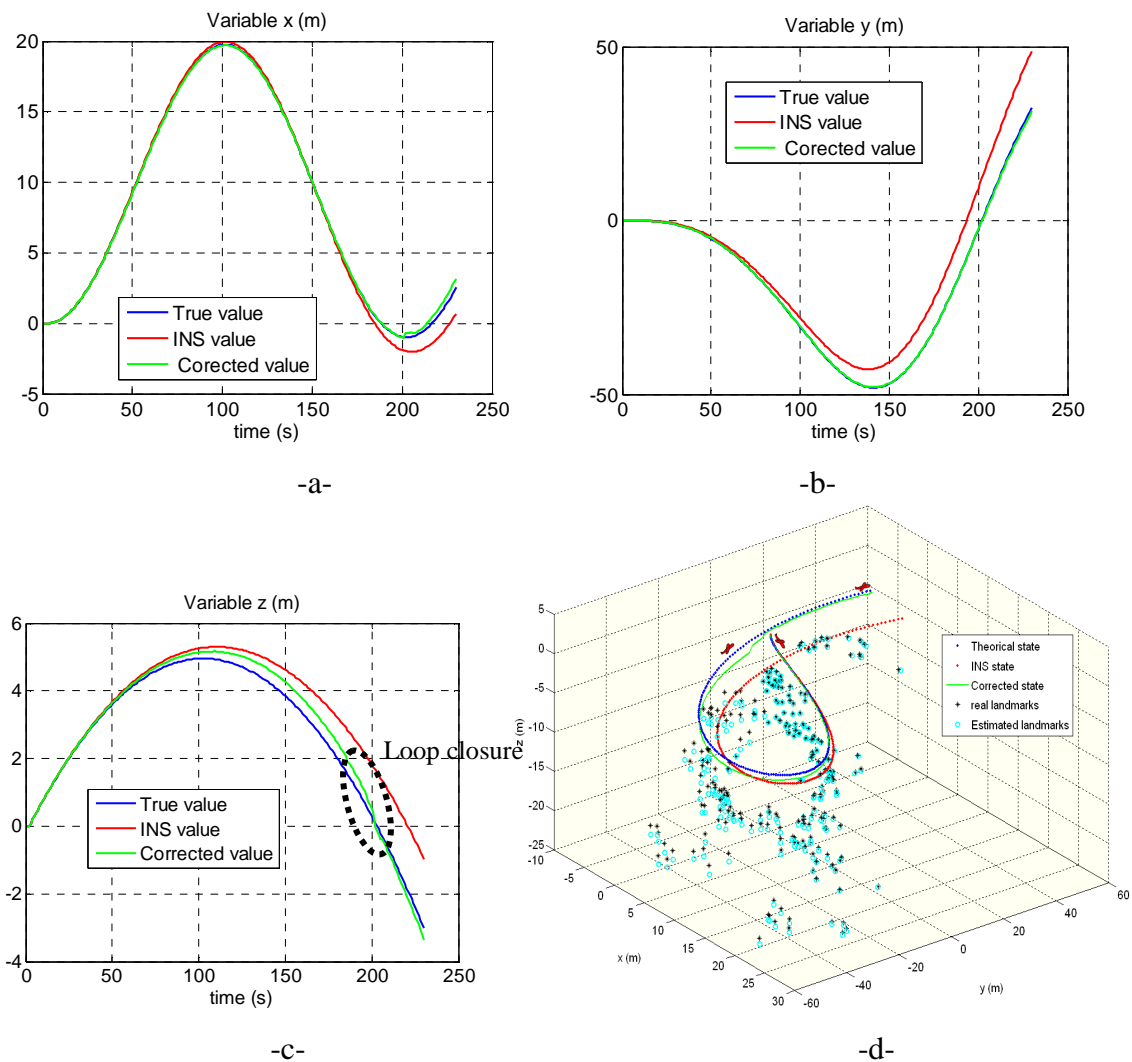 Variable x (m)
20
15
10
5
0
-5
0 50 100 150 200 250
time (s)
True value
INS value
Corected value
-a-
Variable y (m)
50
0
-50
0 50 100 150 200 250
time (s)
True value
INS value
Corected value
-b-
Variable z (m)
6
4
2
0
-2
-4
0 50 100 150 200 250
time (s)
Loop closure
True value
INS value
Corrected value
-c-
5
0
-5
-10
-15
-20
-25
z (m)
-10
-5
0
5
10
15
20
25
30
x (m)
-60
-40
-20
0
20
40
60
y (m)
Theorical state
INS state
Corrected state
real landmarks
Estimated landmarks
-d-